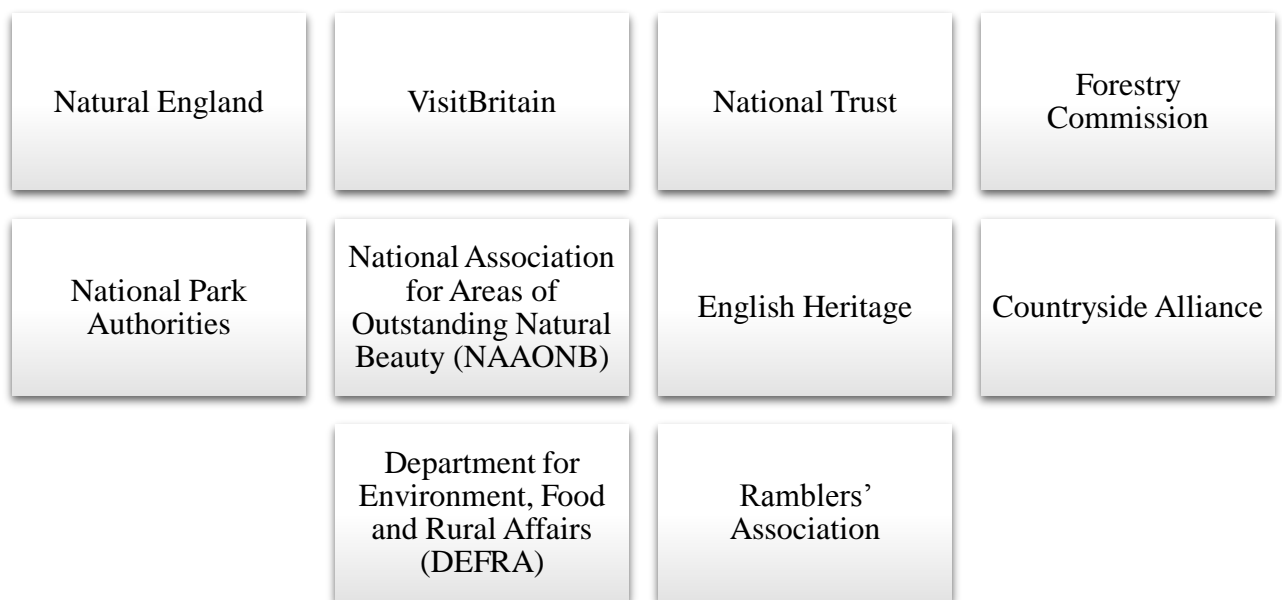 Natural England
VisitBritain
National Trust
Forestry
Commission
National Park
Authorities
National Association
for Areas of
Outstanding Natural
Beauty (NAAONB)
English Heritage
Countryside Alliance
Department for
Environment, Food
and Rural Affairs
(DEFRA)
Ramblers’
Association